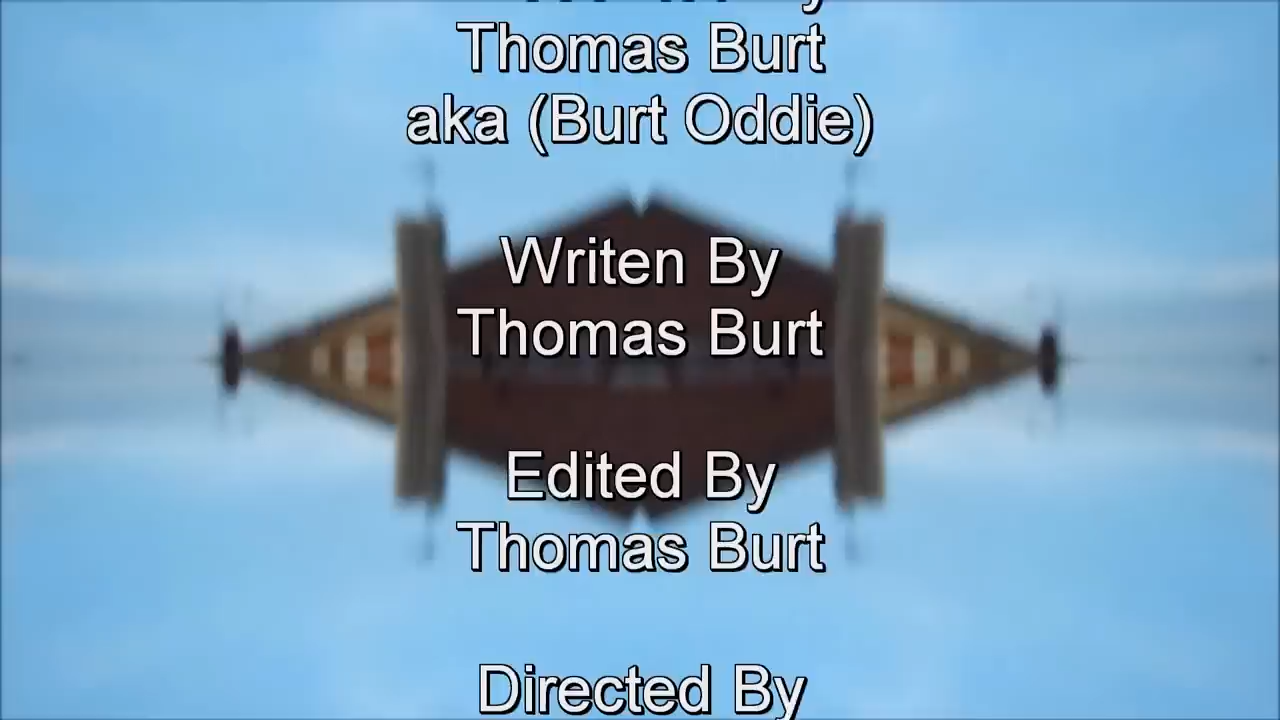 Thomas Burt
aka (Burt Oddie)
Writen By
Thomas Burt
Edited By
Thomas Burt
Directed By